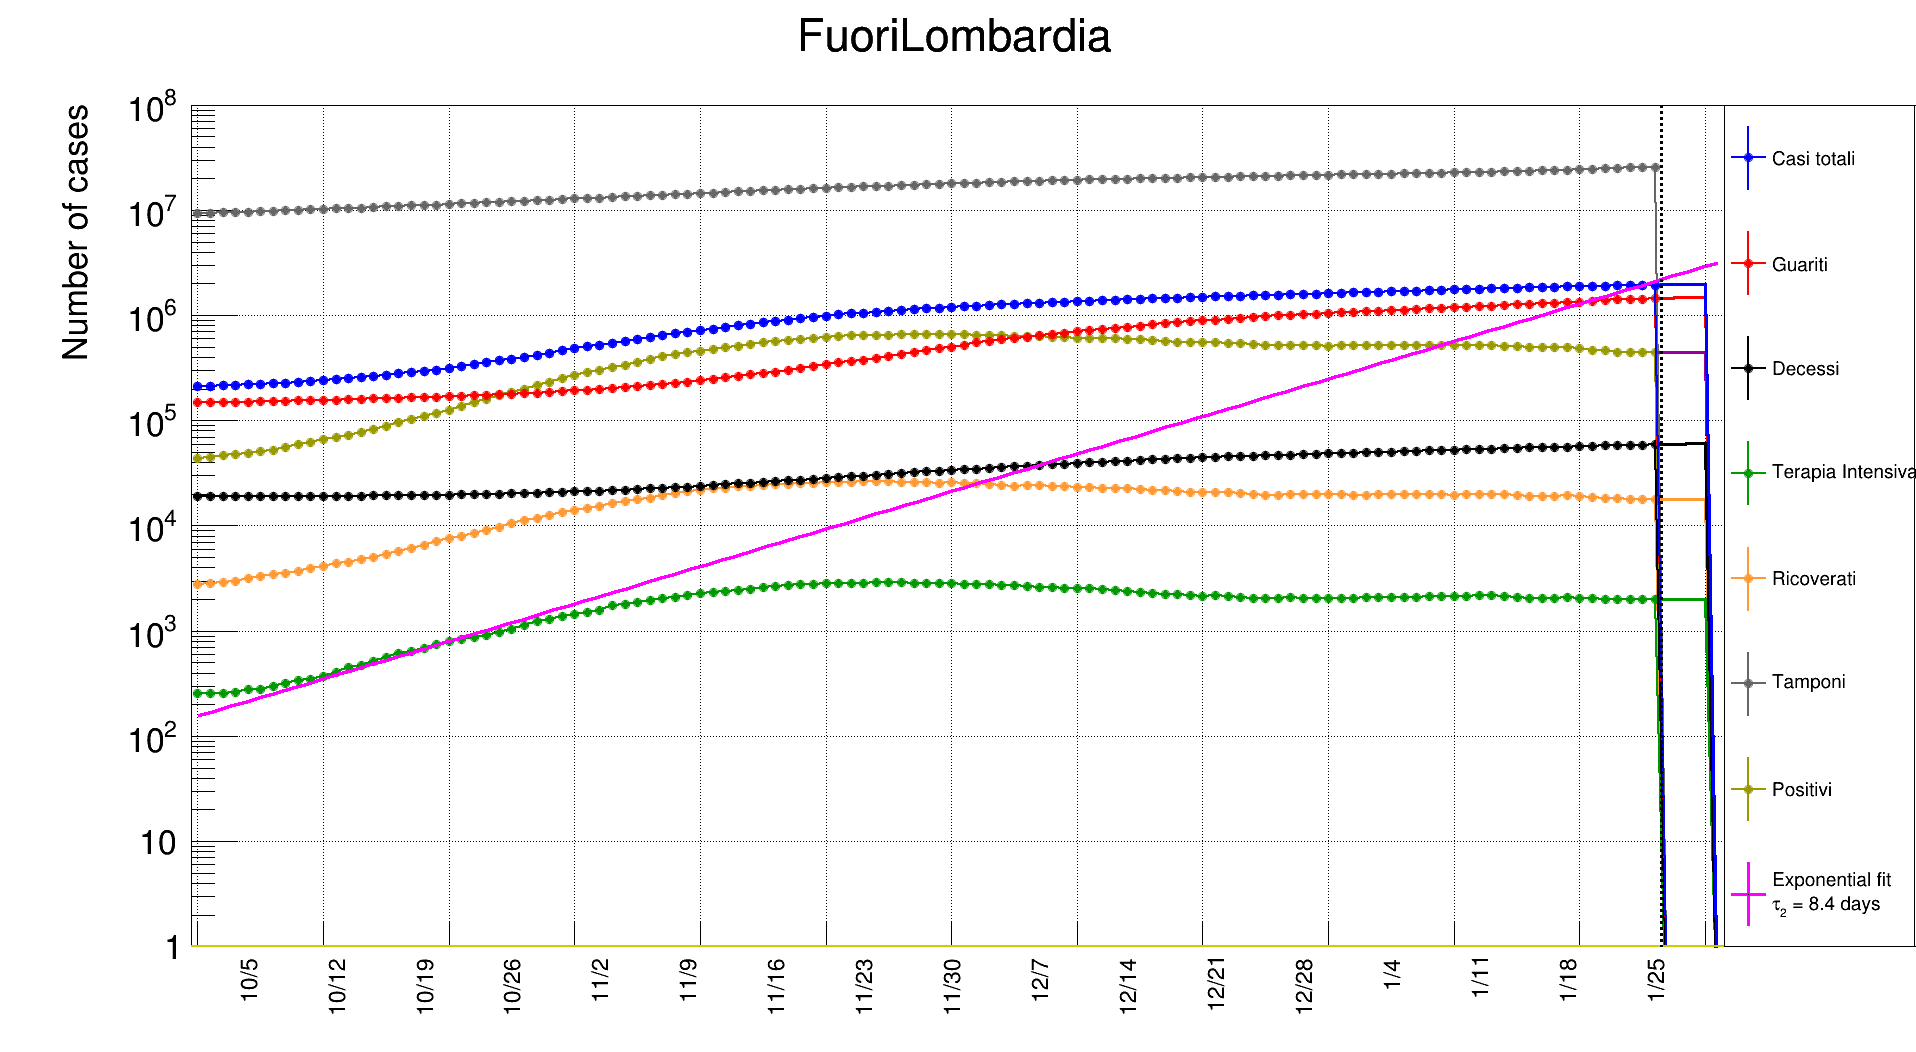 FuoriLombardia
Number of cases
10^8
10^7
10^6
10^5
10^4
10^3
10^2
10
1
10/5
10/12
10/19
10/26
11/2
11/9
11/16
11/23
11/30
12/7
12/14
12/21
12/28
1/4
1/11
1/18
1/25
Casi totali
Guariti
Decessi
Terapia Intensiva
Ricoverati
Tamponi
Positivi
Exponential fit
τ₂ = 8.4 days